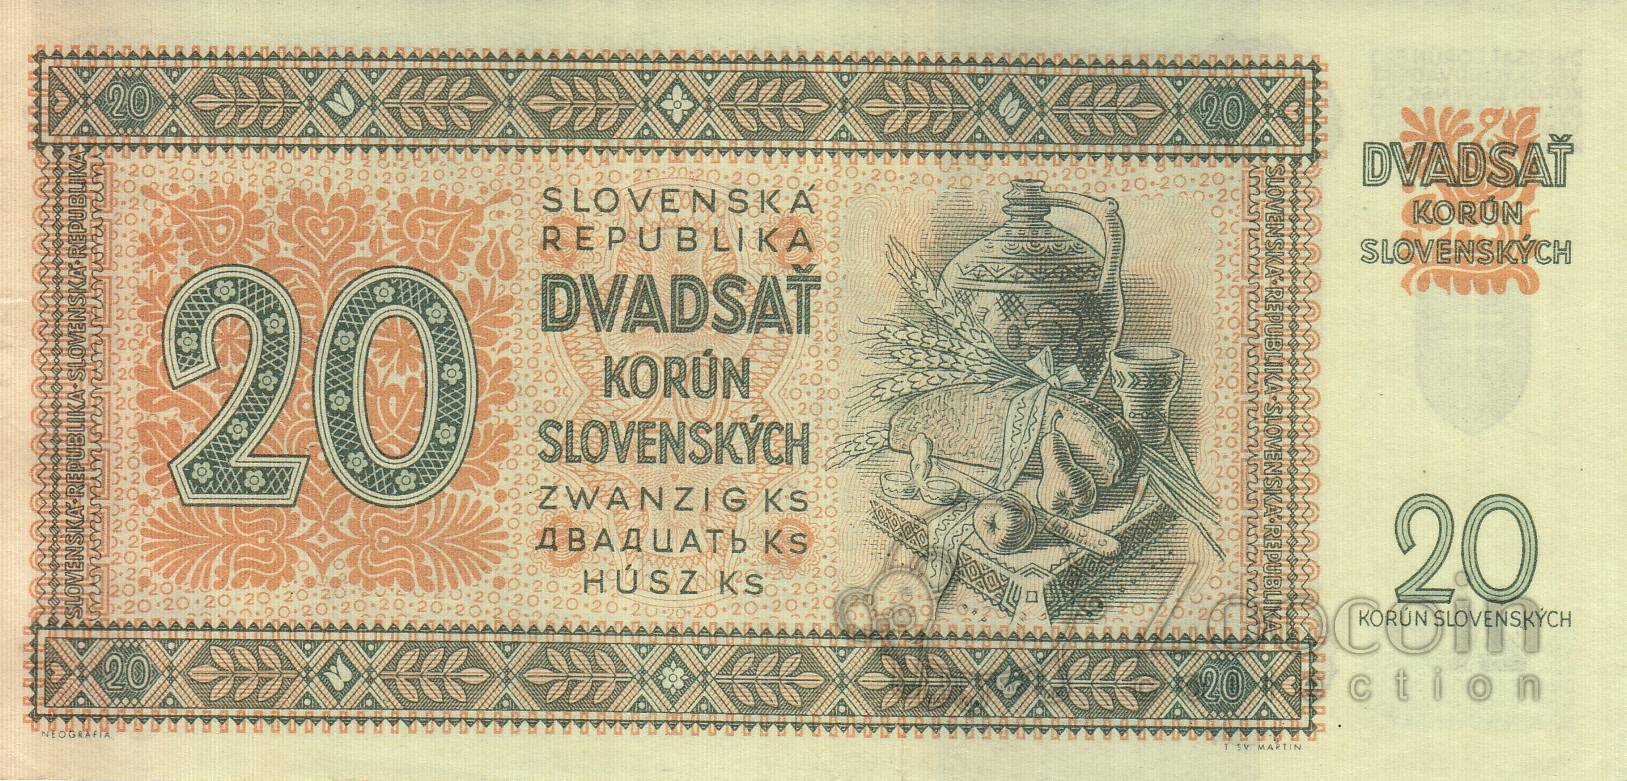 20
20
SLOVENSKÁ
REPUBLIKA
DVADSAŤ
KORÚN
SLOVENSKÝCH
ZWANZIG KS
ДВАДЦАТЬ KS
HÚSZ KS
20
SLOVENSKÁ·REPUBLIKA·SLOVENSKÁ·REPUBLIKA
SLOVENSKÁ·REPUBLIKA·SLOVENSKÁ·REPUBLIKA
DVADSAŤ
KORÚN
SLOVENSKÝCH
20
KORÚN SLOVENSKÝCH
20
20
NEOGRAFIA
T. SV. MARTIN